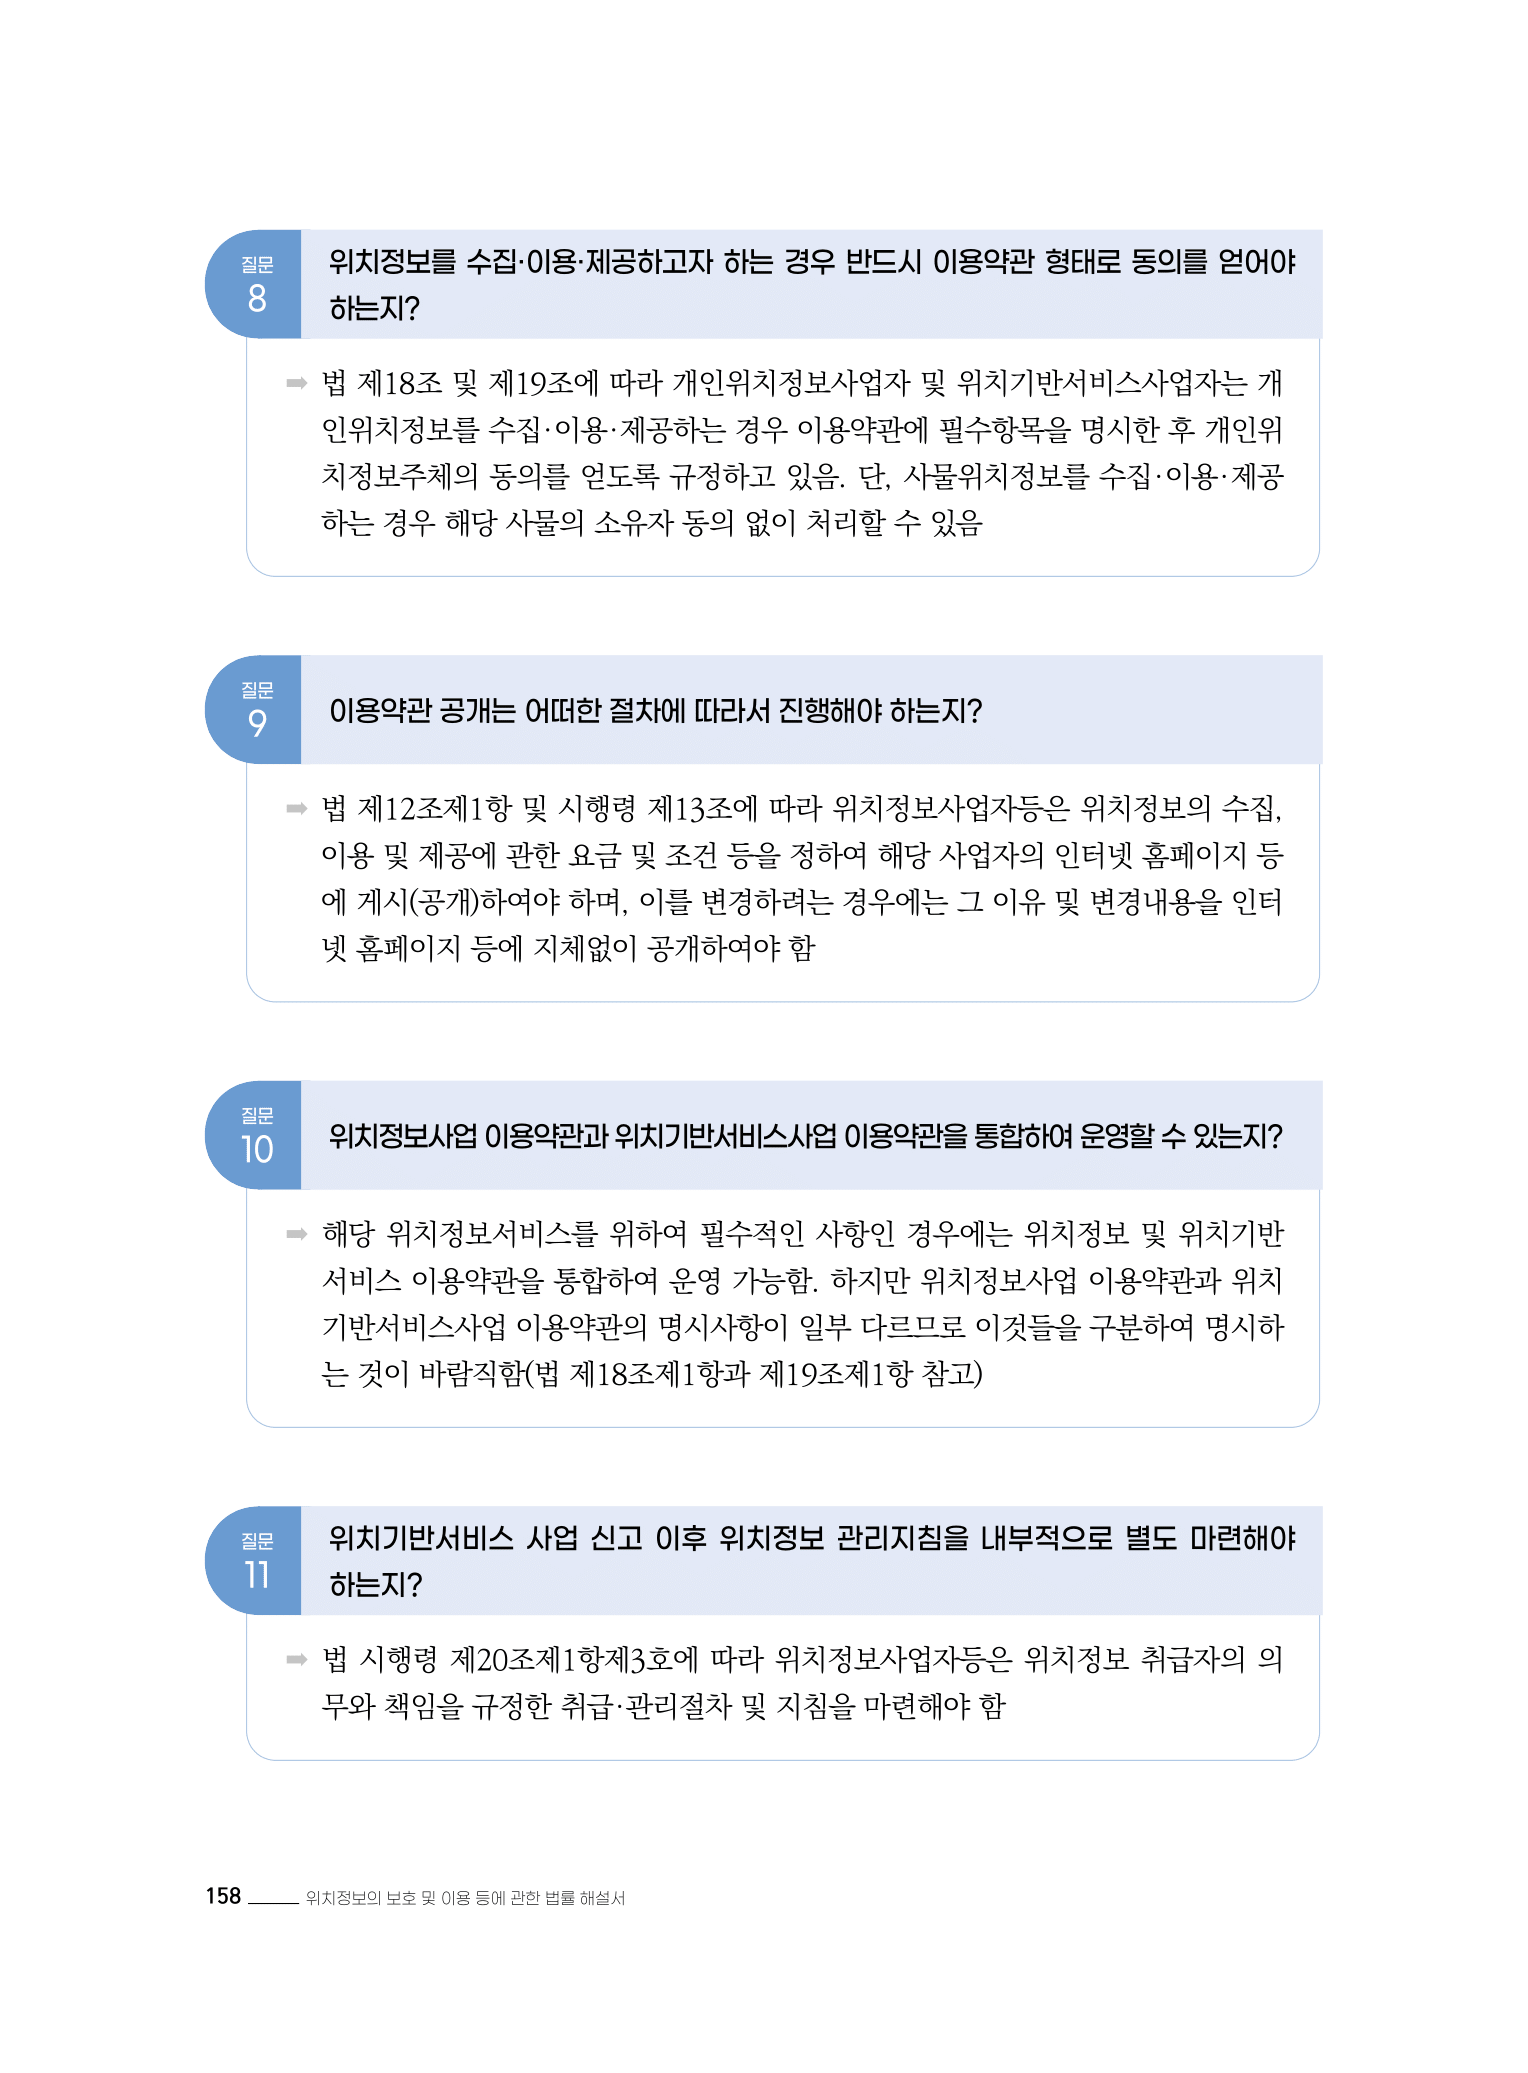 질문
8
위치정보를 수집·이용·제공하고자 하는 경우 반드시 이용약관 형태로 동의를 얻어야
하는지?
➡ 법 제18조 및 제19조에 따라 개인위치정보사업자 및 위치기반서비스사업자는 개
인위치정보를 수집·이용·제공하는 경우 이용약관에 필수항목을 명시한 후 개인위
치정보주체의 동의를 얻도록 규정하고 있음. 단, 사물위치정보를 수집·이용·제공
하는 경우 해당 사물의 소유자 동의 없이 처리할 수 있음
질문
9
이용약관 공개는 어떠한 절차에 따라서 진행해야 하는지?
➡ 법 제12조제1항 및 시행령 제13조에 따라 위치정보사업자등은 위치정보의 수집,
이용 및 제공에 관한 요금 및 조건 등을 정하여 해당 사업자의 인터넷 홈페이지 등
에 게시(공개)하여야 하며, 이를 변경하려는 경우에는 그 이유 및 변경내용을 인터
넷 홈페이지 등에 지체없이 공개하여야 함
질문
10
위치정보사업 이용약관과 위치기반서비스사업 이용약관을 통합하여 운영할 수 있는지?
➡ 해당 위치정보서비스를 위하여 필수적인 사항인 경우에는 위치정보 및 위치기반
서비스 이용약관을 통합하여 운영 가능함. 하지만 위치정보사업 이용약관과 위치
기반서비스사업 이용약관의 명시사항이 일부 다르므로 이것들을 구분하여 명시하
는 것이 바람직함(법 제18조제1항과 제19조제1항 참고)
질문
11
위치기반서비스 사업 신고 이후 위치정보 관리지침을 내부적으로 별도 마련해야
하는지?
➡ 법 시행령 제20조제1항제3호에 따라 위치정보사업자등은 위치정보 취급자의 의
무와 책임을 규정한 취급·관리절차 및 지침을 마련해야 함
158 위치정보의 보호 및 이용 등에 관한 법률 해설서